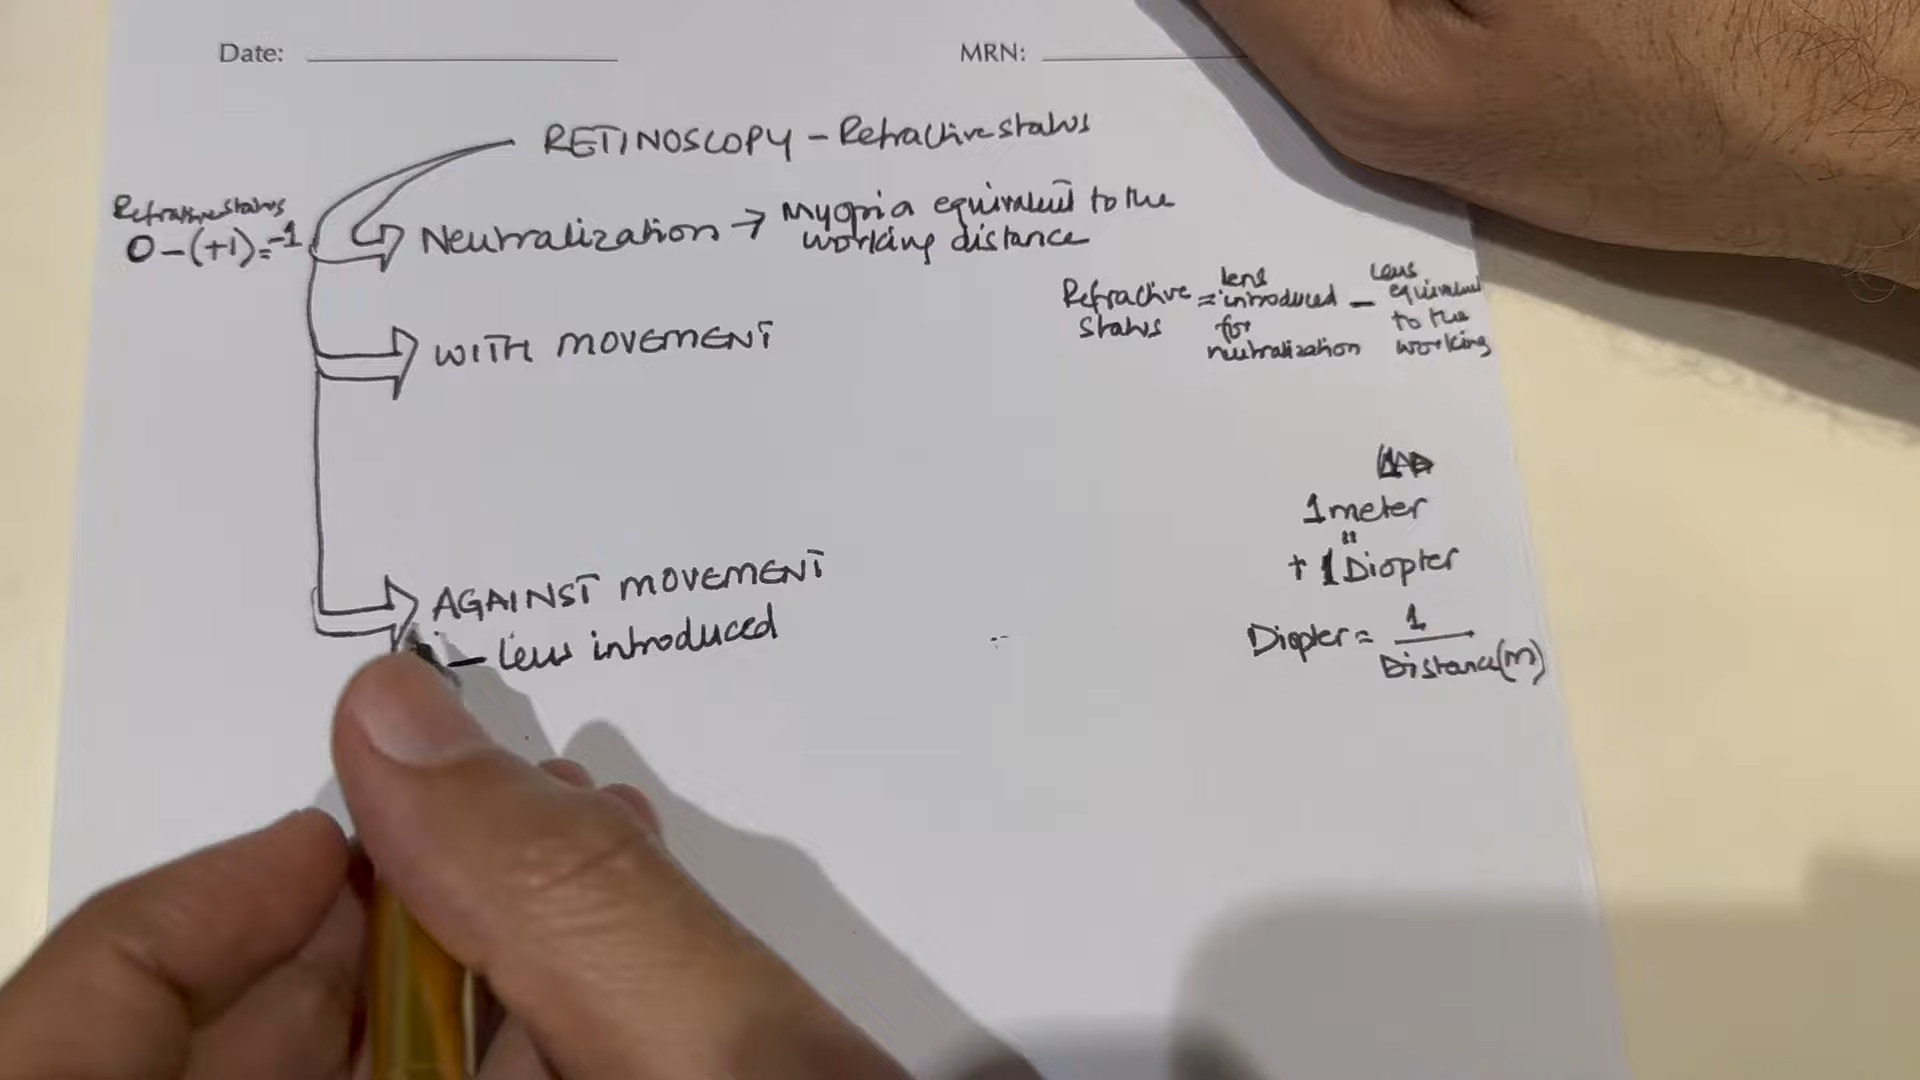 Date:
MRN:
RETINOSCOPY - Refractive status
Refractive status
0 - (+1) = -1
Neutralization → Myopia equivalent to the
working distance
Refractive status = lens introduced for neutralization - Lens equivalent to the working
WITH MOVEMENT
1 meter
"
+ 1 Diopter
AGAINST MOVEMENT
- lens introduced
Diopter = 1 / Distance (m)